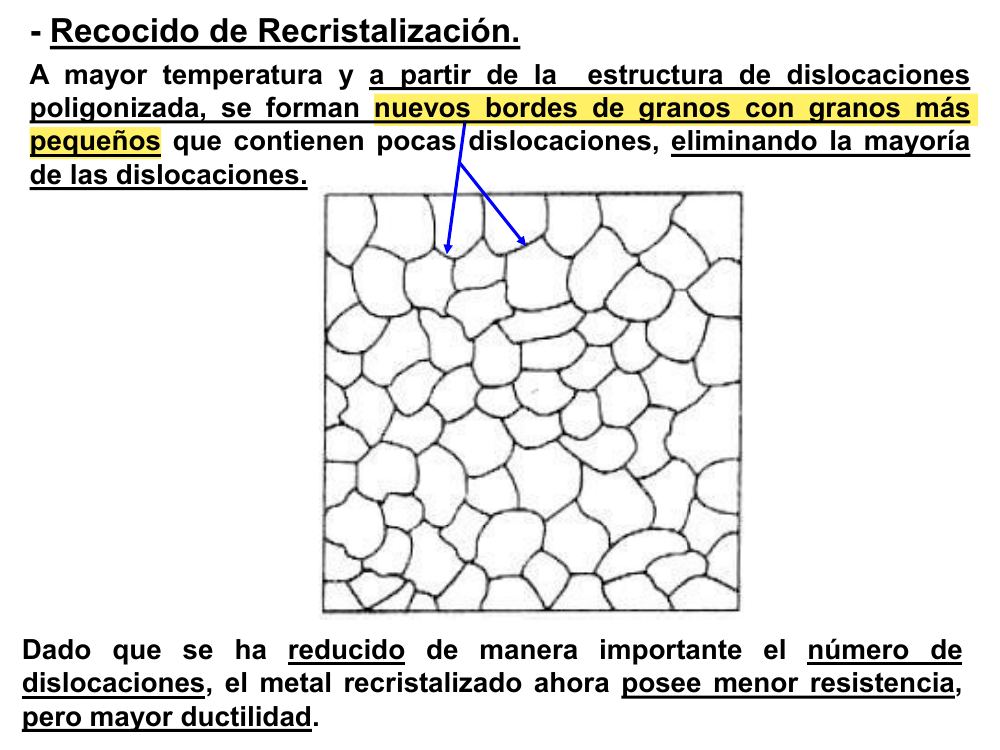 - Recocido de Recristalización.
A mayor temperatura y a partir de la estructura de dislocaciones
poligonizada, se forman nuevos bordes de granos con granos más
pequeños que contienen pocas dislocaciones, eliminando la mayoría
de las dislocaciones.
Dado que se ha reducido de manera importante el número de
dislocaciones, el metal recristalizado ahora posee menor resistencia,
pero mayor ductilidad.